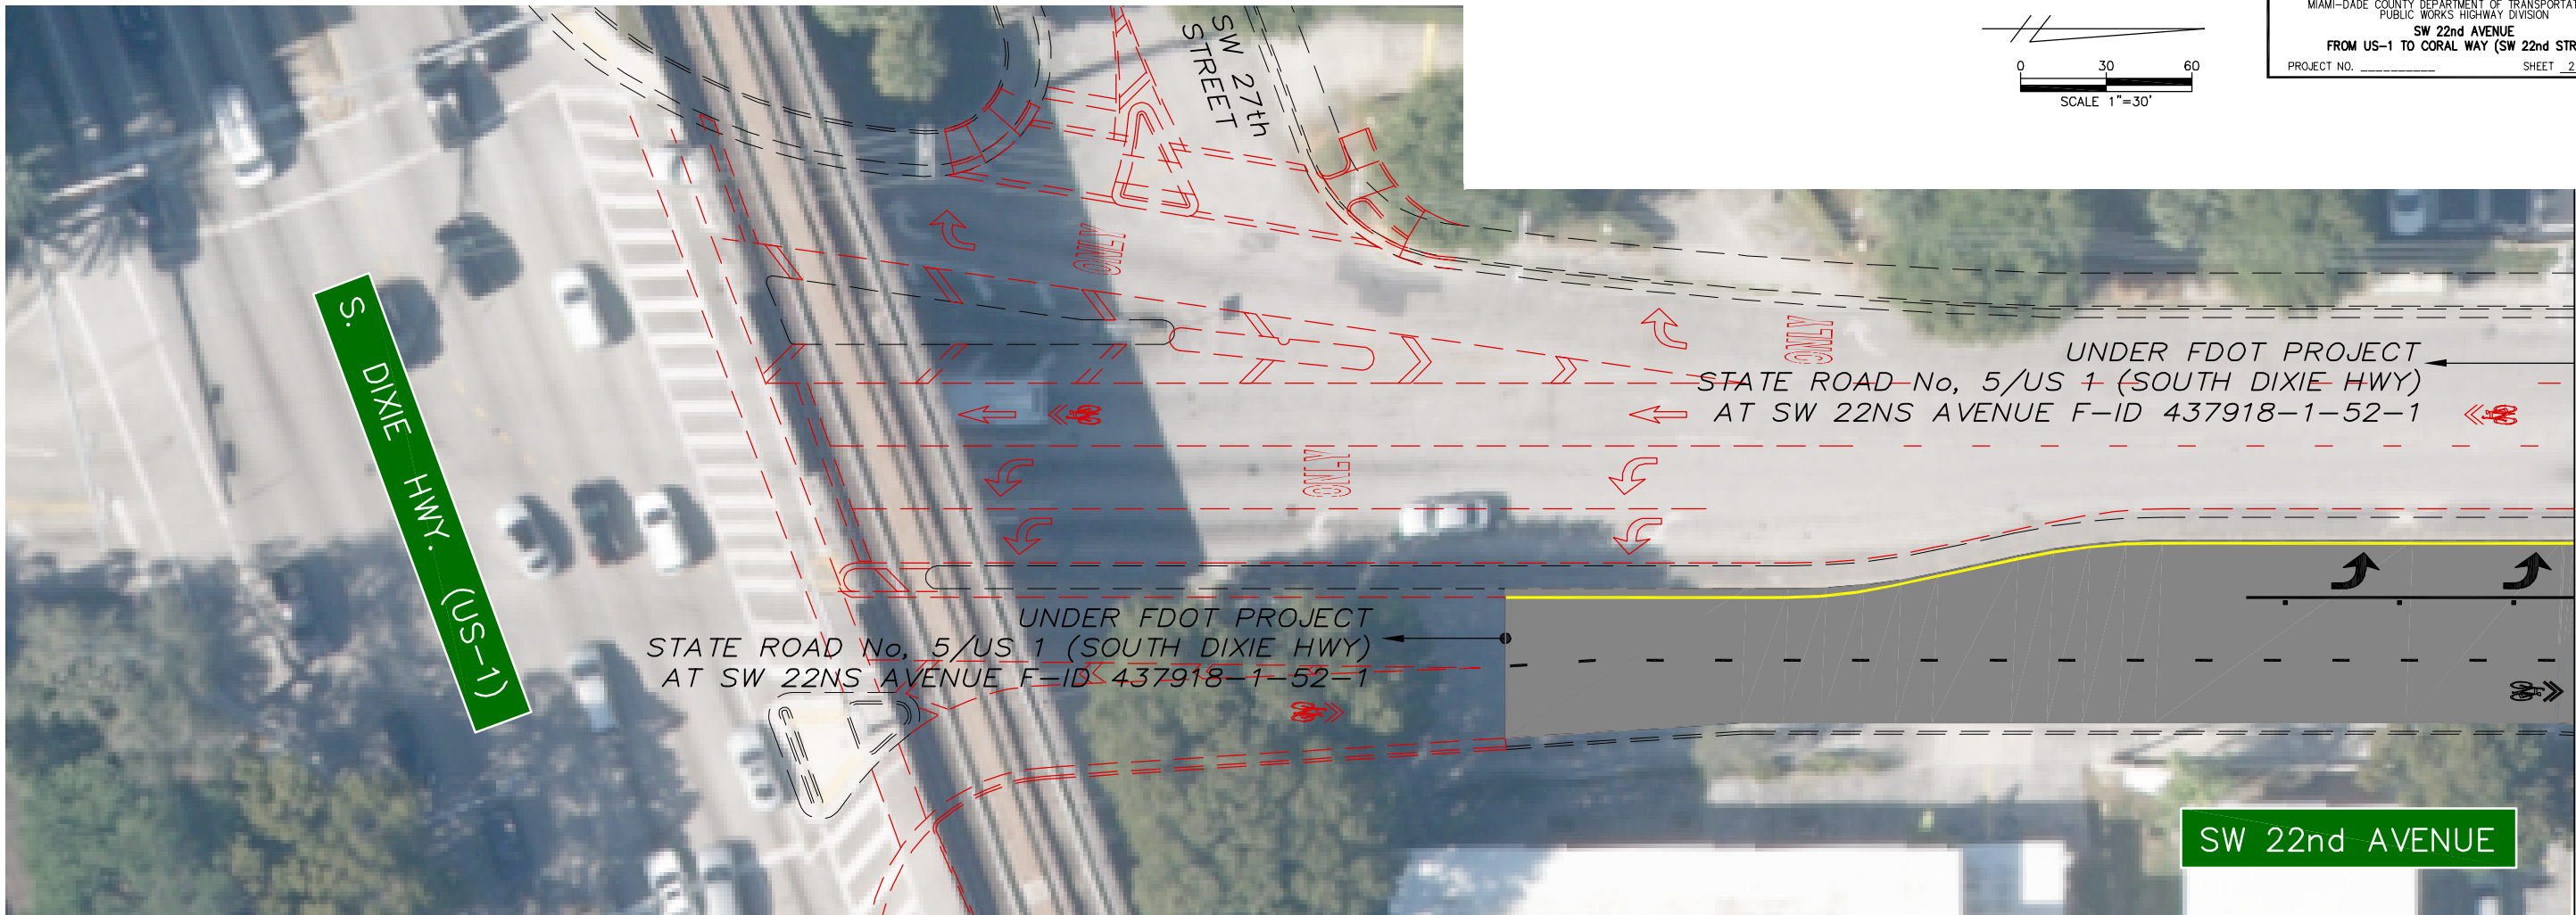 MIAMI-DADE COUNTY DEPARTMENT OF TRANSPORTAT
PUBLIC WORKS HIGHWAY DIVISION
SW 22nd AVENUE
FROM US-1 TO CORAL WAY (SW 22nd STR
PROJECT NO. __________ SHEET 2
0 30 60
SCALE 1"=30'
SW 27th
STREET
ONLY
ONLY
UNDER FDOT PROJECT
STATE ROAD No, 5/US 1 (SOUTH DIXIE HWY)
AT SW 22NS AVENUE F-ID 437918-1-52-1
S. DIXIE HWY. (US-1)
ONLY
UNDER FDOT PROJECT
STATE ROAD No, 5/US 1 (SOUTH DIXIE HWY)
AT SW 22NS AVENUE F-ID 437918-1-52-1
SW 22nd AVENUE